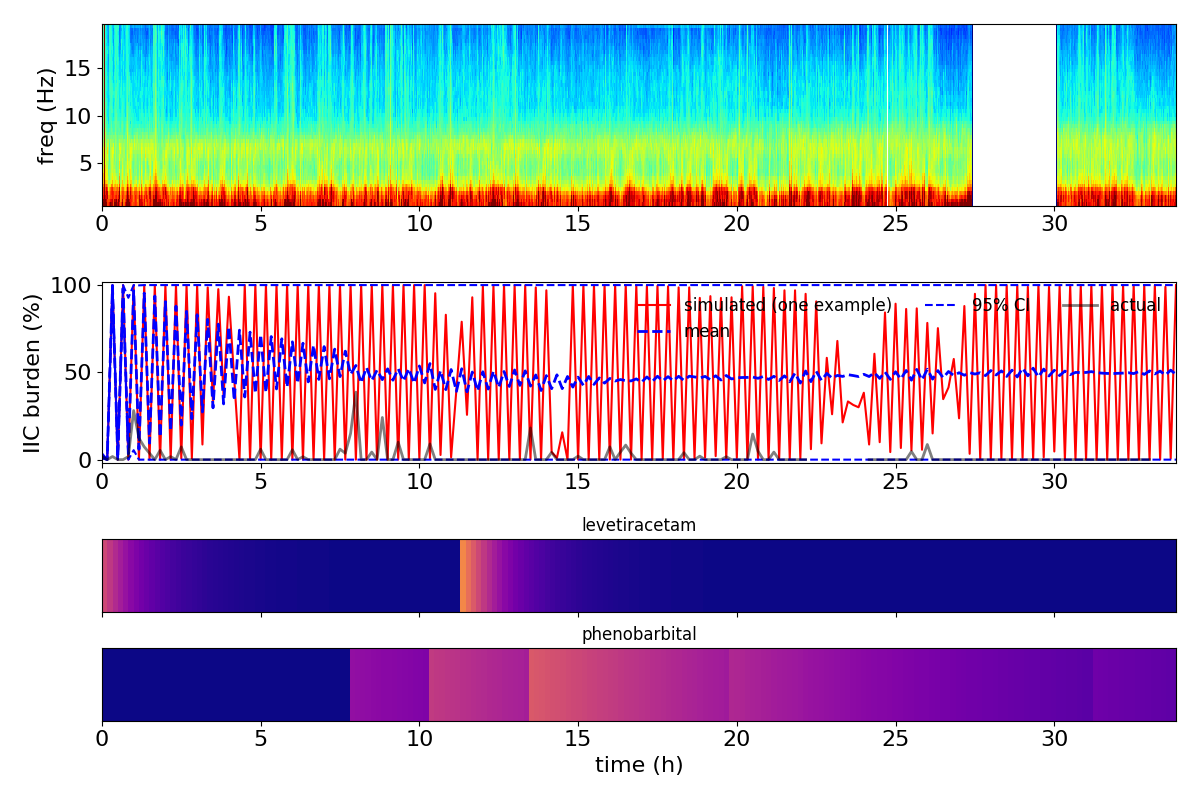 freq (Hz)
15
10
5
0 5 10 15 20 25 30
IIC burden (%)
100
50
0
simulated (one example) 95% CI actual
mean
0 5 10 15 20 25 30
levetiracetam
phenobarbital
0 5 10 15 20 25 30
time (h)